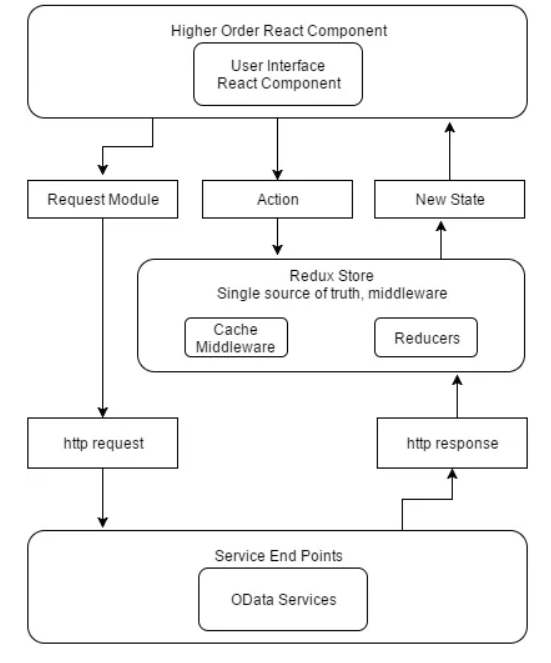 Higher Order React Component
User Interface
React Component
Request Module
Action
New State
Redux Store
Single source of truth, middleware
Cache
Middleware
Reducers
http request
http response
Service End Points
OData Services